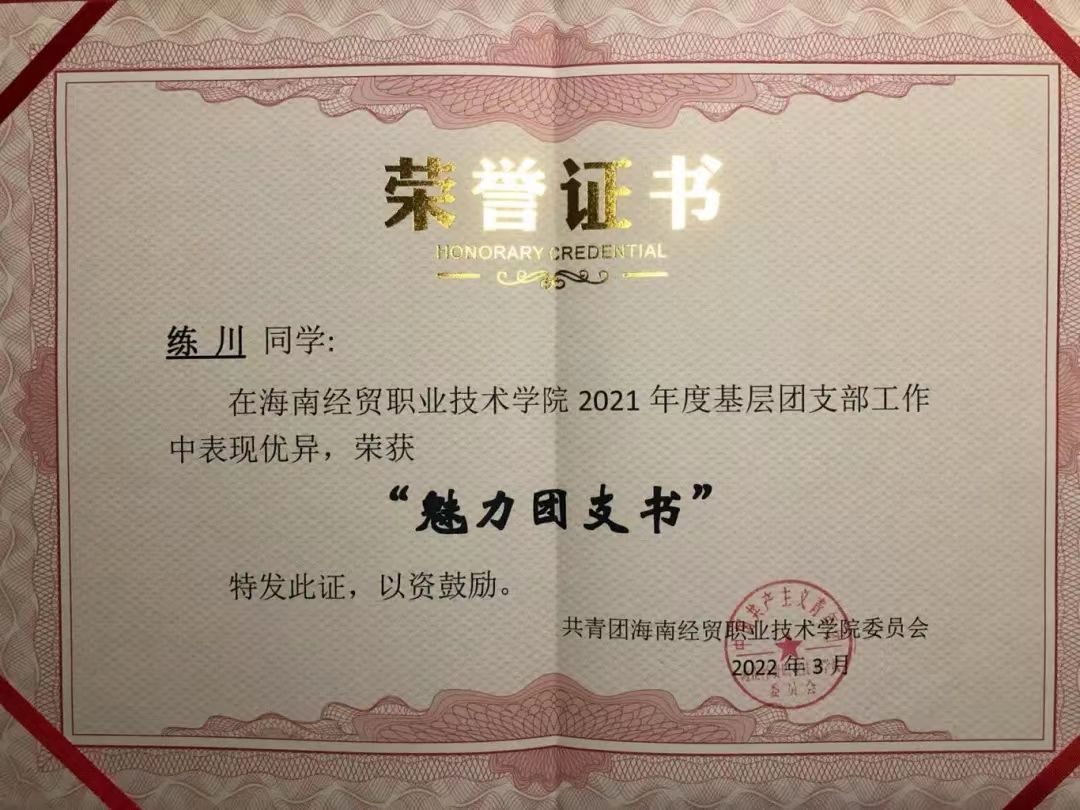 荣誉证书
HONORARY CREDENTIAL
练 川 同学:
在海南经贸职业技术学院 2021 年度基层团支部工作
中表现优异，荣获
“魅力团支书”
特发此证，以资鼓励。
共青团海南经贸职业技术学院委员会
2022 年 3 月
委员会